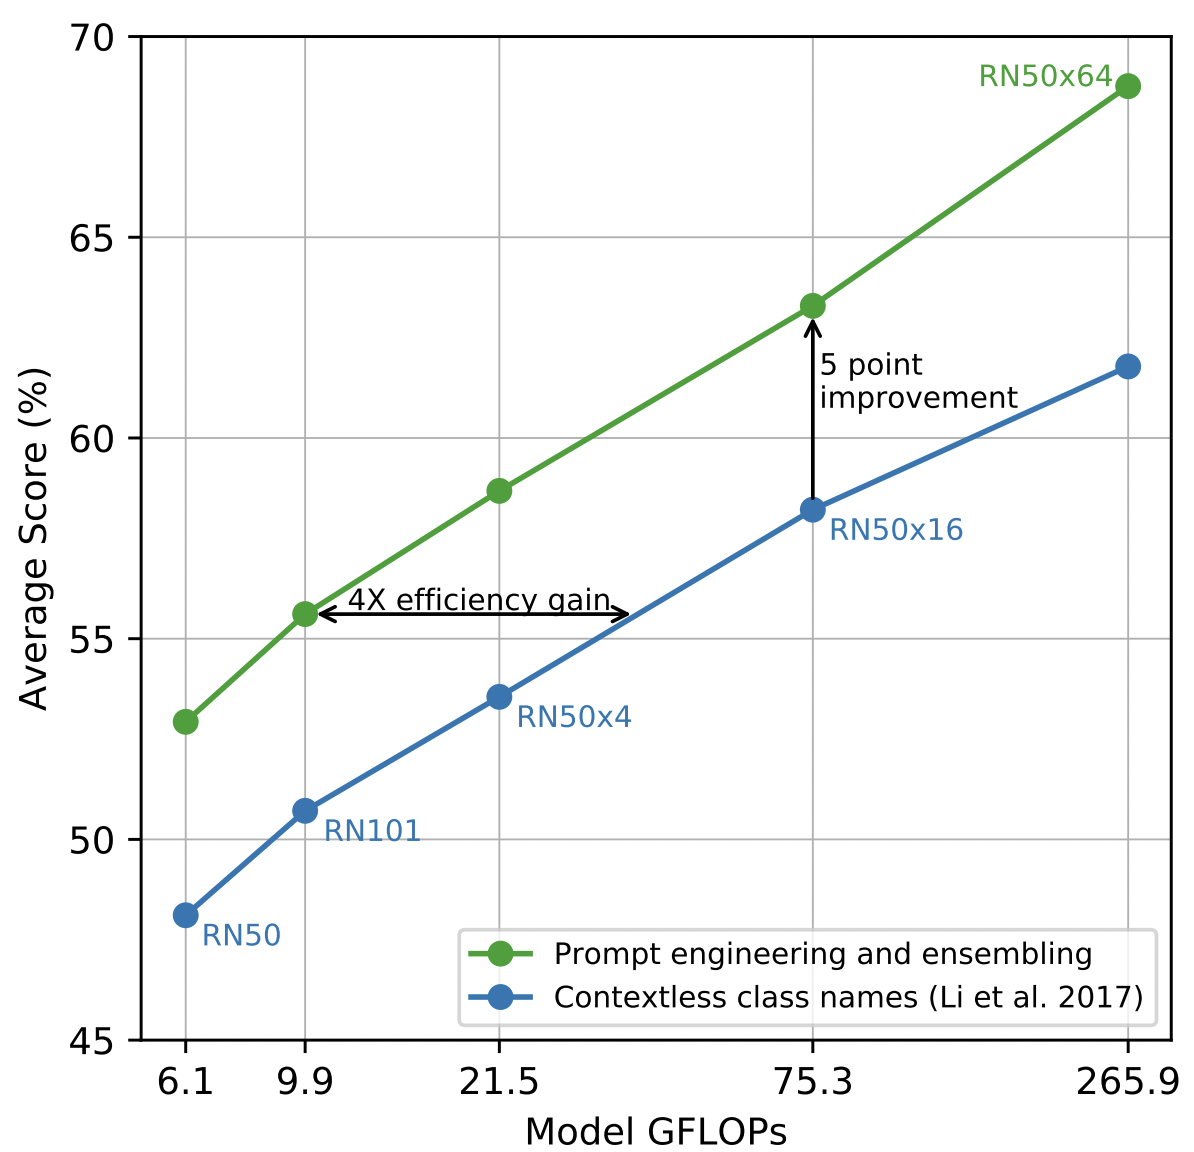 70
RN50x64
65
5 point
improvement
60
Average Score (%)
RN50x16
4X efficiency gain
55
RN50x4
RN101
50
RN50
Prompt engineering and ensembling
Contextless class names (Li et al. 2017)
45
6.1 9.9 21.5 75.3 265.9
Model GFLOPs